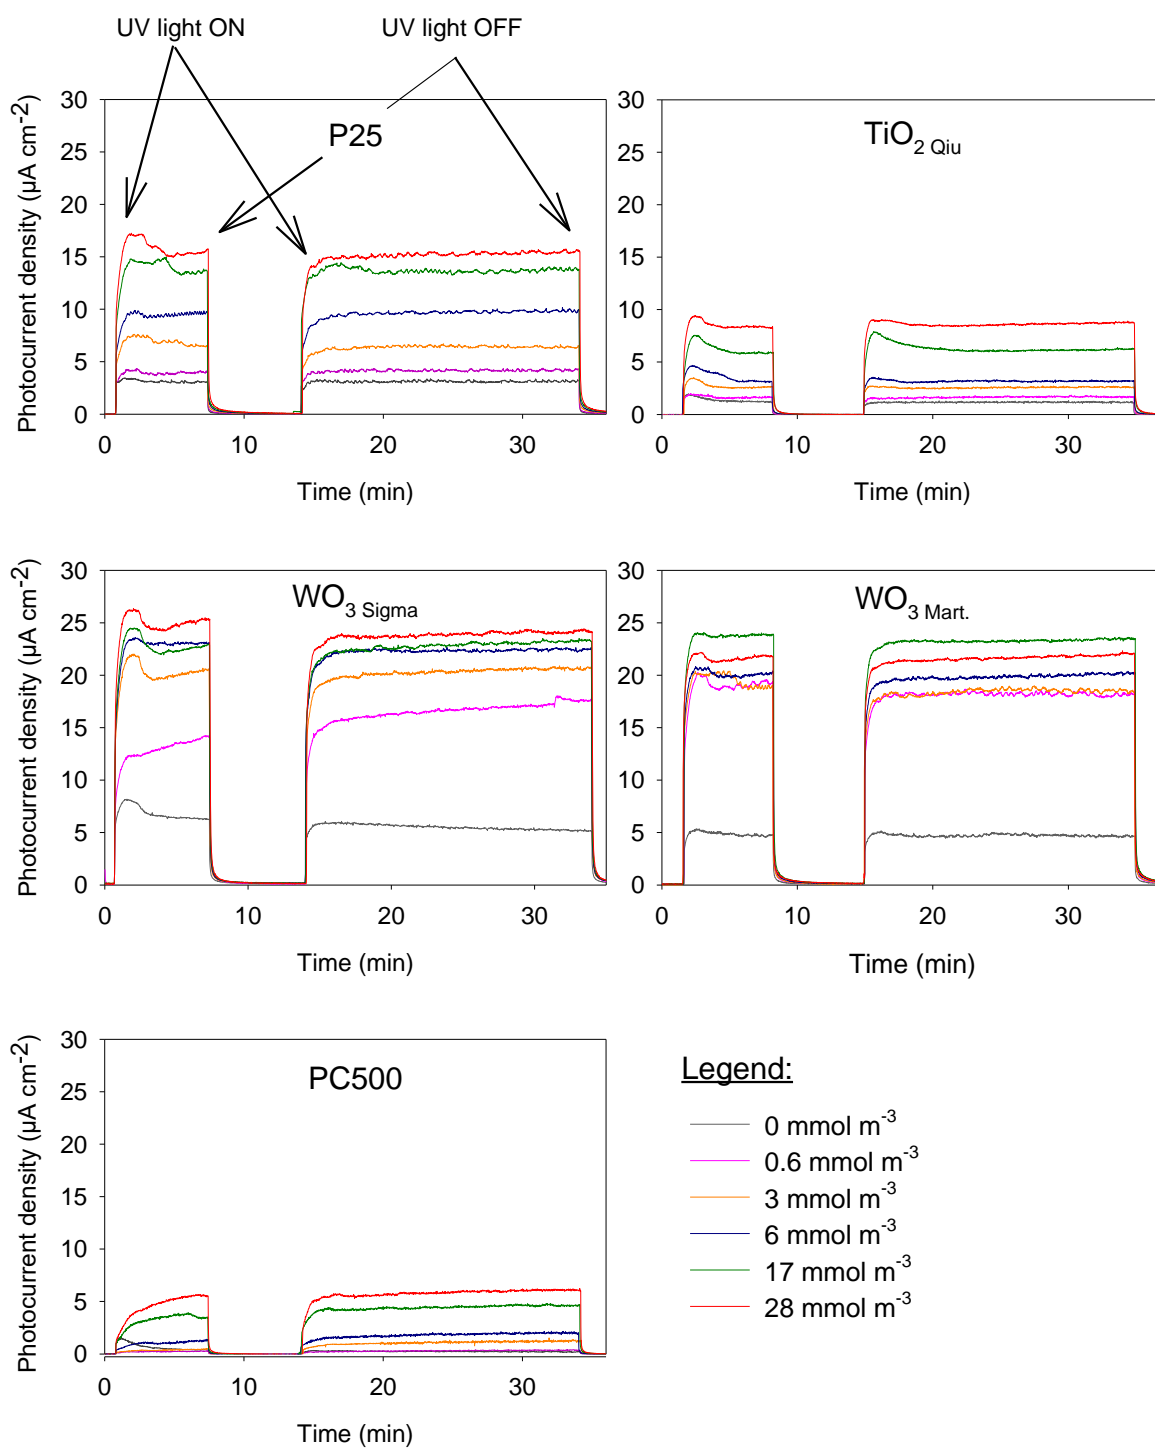 UV light ON
UV light OFF
Photocurrent density (µA cm-2)
30
25
20
15
10
5
0
P25
0 10 20 30
Time (min)
30
25
20
15
10
5
0
TiO2 Qiu
0 10 20 30
Time (min)
Photocurrent density (µA cm-2)
30
25
20
15
10
5
0
WO3 Sigma
0 10 20 30
Time (min)
30
25
20
15
10
5
0
WO3 Mart.
0 10 20 30
Time (min)
Photocurrent density (µA cm-2)
30
25
20
15
10
5
0
PC500
0 10 20 30
Time (min)
Legend:
0 mmol m-3
0.6 mmol m-3
3 mmol m-3
6 mmol m-3
17 mmol m-3
28 mmol m-3